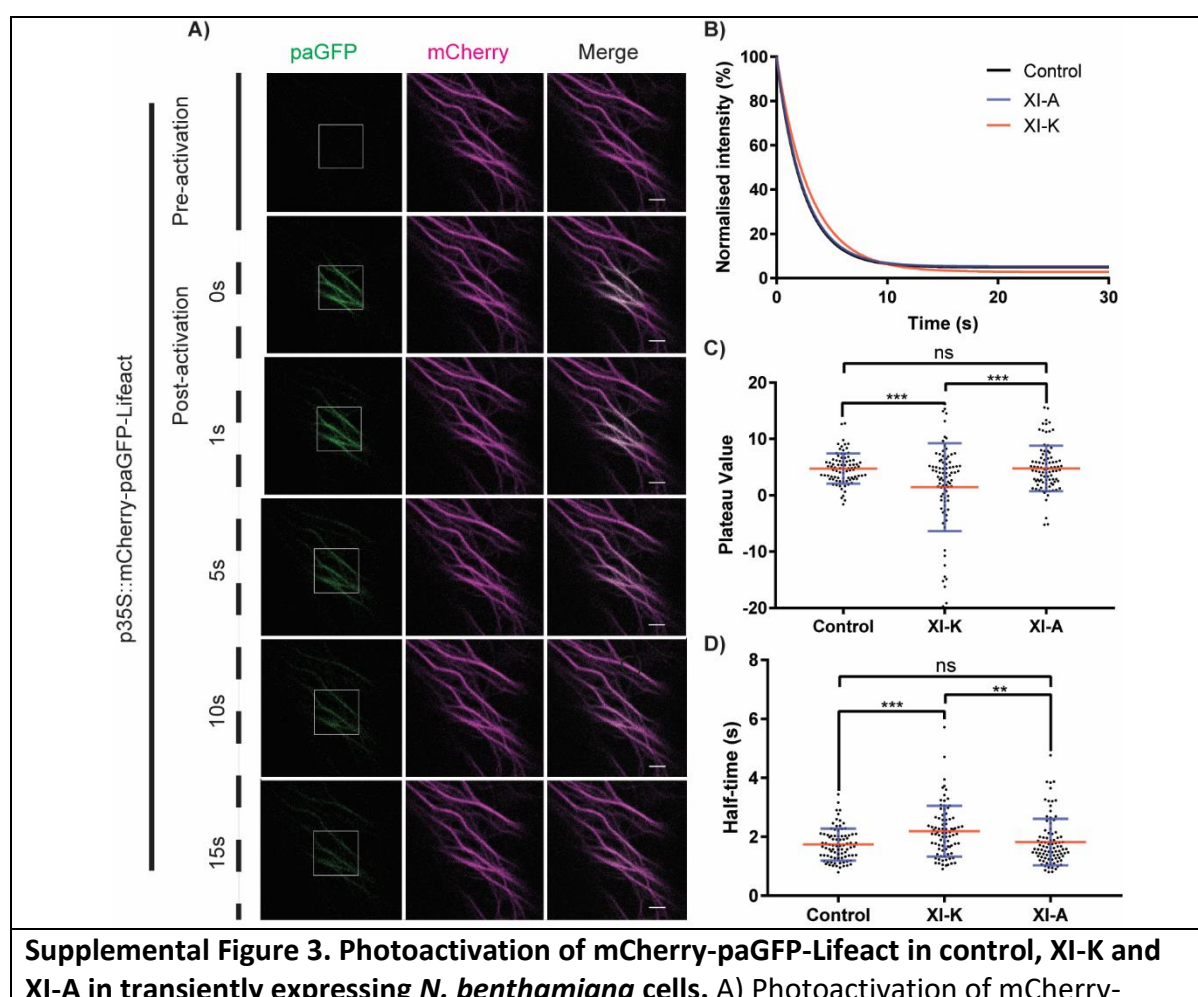 A)
paGFP mCherry Merge
p35S::mCherry-paGFP-Lifeact
Pre-activation
Post-activation
0s
1s
5s
10s
15s
B)
Normalised intensity (%)
100
80
60
40
20
0
0 10 20 30
Time (s)
Control
XI-A
XI-K
C)
Plateau Value
20
10
0
-10
-20
ns
*** ***
Control XI-K XI-A
D)
Half-time (s)
8
6
4
2
0
ns
*** **
Control XI-K XI-A
Supplemental Figure 3. Photoactivation of mCherry-paGFP-Lifeact in control, XI-K and
XI-A in transiently expressing N. benthamiana cells. A) Photoactivation of mCherry-